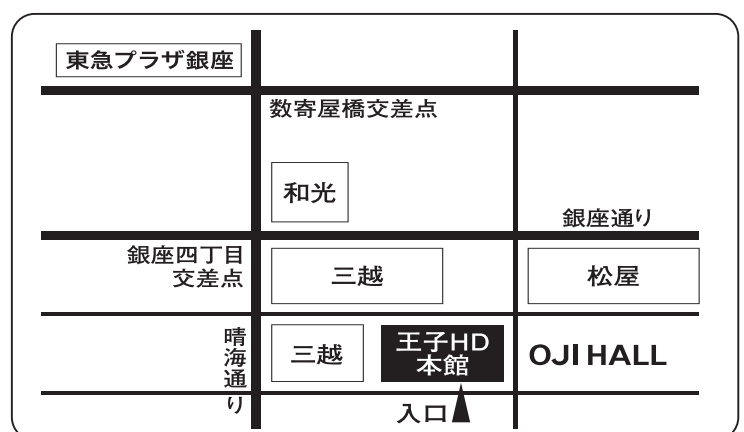 東急プラザ銀座
数寄屋橋交差点
和光
銀座通り
銀座四丁目
交差点
三越
松屋
晴海通り
三越
王子HD
本館
OJI HALL
入口